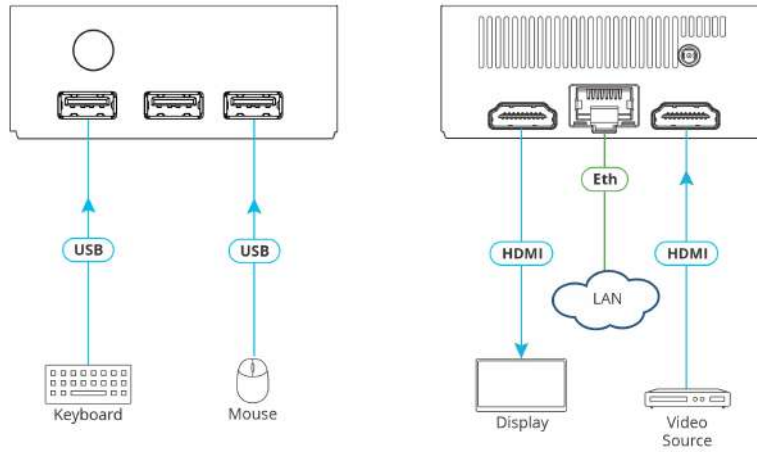 USB
USB
Keyboard
Mouse
Eth
HDMI
HDMI
LAN
Display
Video
Source